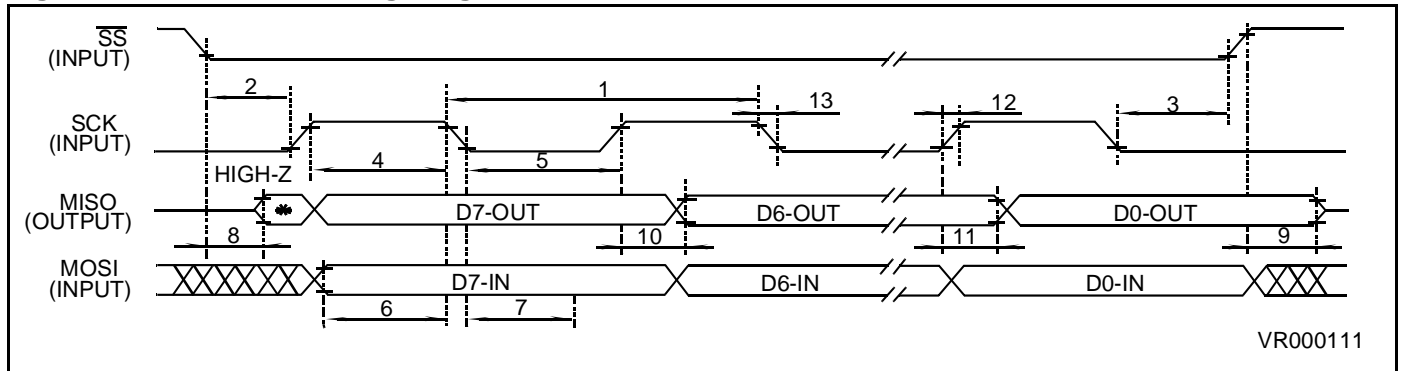 SS
(INPUT)
2
1
13
12
3
SCK
(INPUT)
4
5
HIGH-Z
MISO
(OUTPUT)
*
D7-OUT
D6-OUT
D0-OUT
8
10
11
9
MOSI
(INPUT)
D7-IN
D6-IN
D0-IN
6
7
VR000111